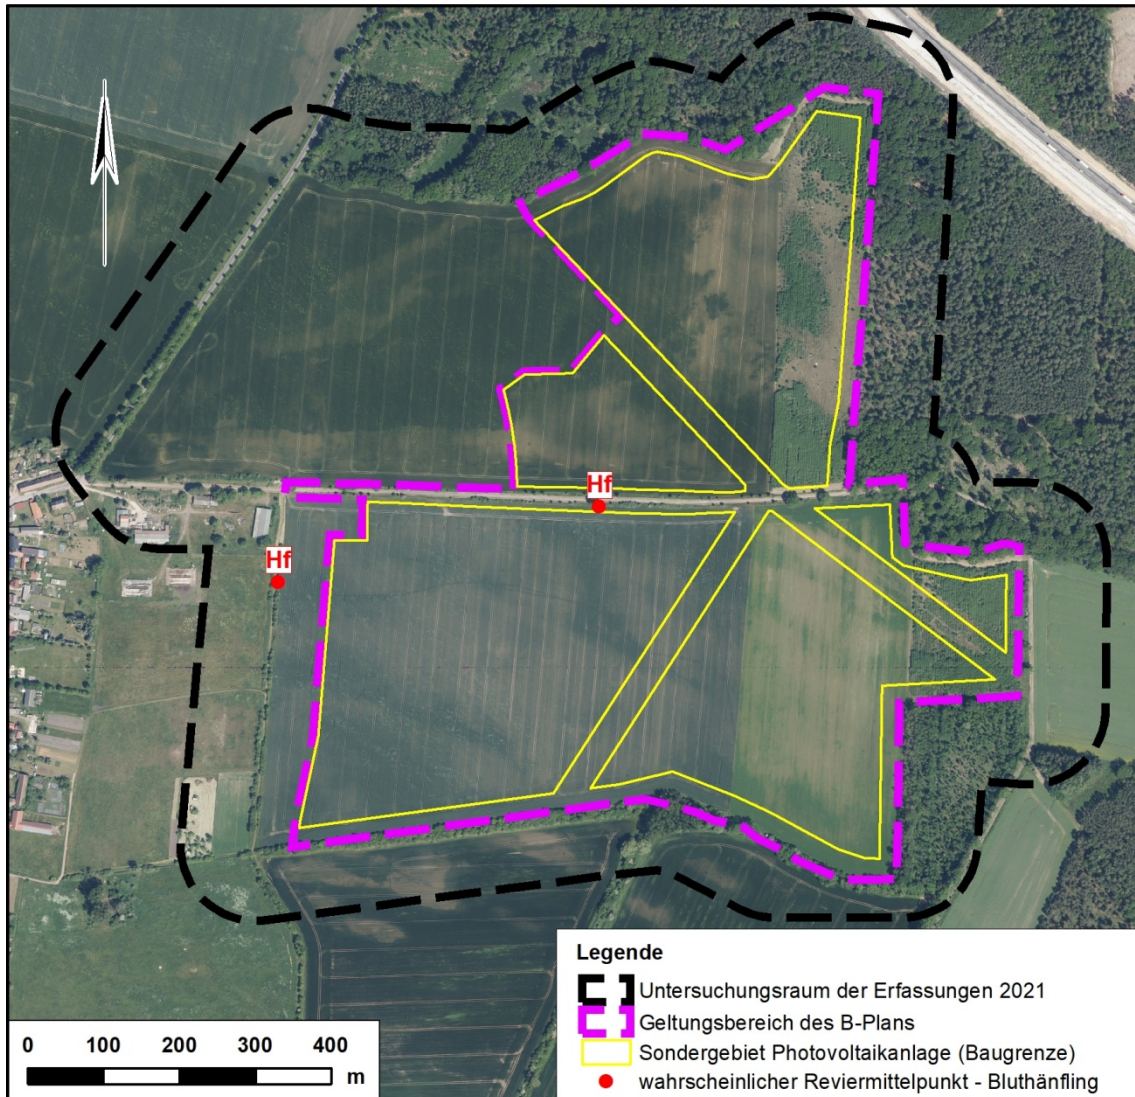 Hf
Hf
Legende
Untersuchungsraum der Erfassungen 2021
Geltungsbereich des B-Plans
Sondergebiet Photovoltaikanlage (Baugrenze)
wahrscheinlicher Reviermittelpunkt - Bluthänfling
0 100 200 300 400
m